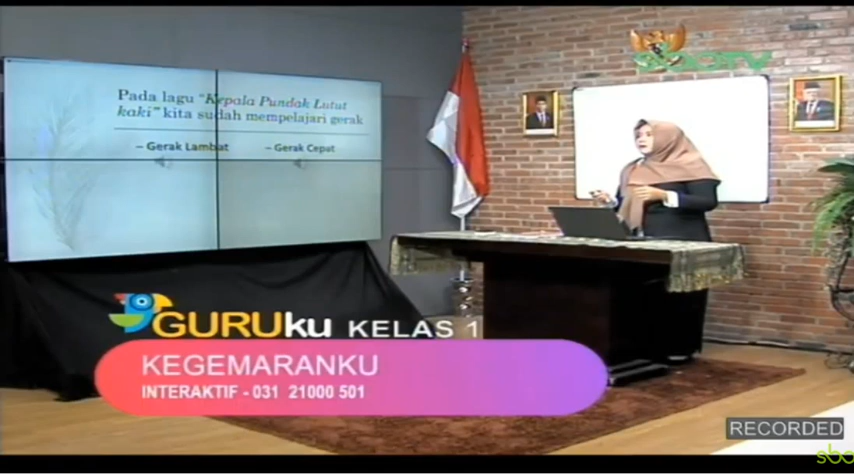 SBOTV
Pada lagu "Kepala Pundak Lutut
kaki" kita sudah mempelajari gerak
– Gerak Lambat – Gerak Cepat
GURUku KELAS 1
KEGEMARANKU
INTERAKTIF - 031 21000 501
RECORDED
sbo